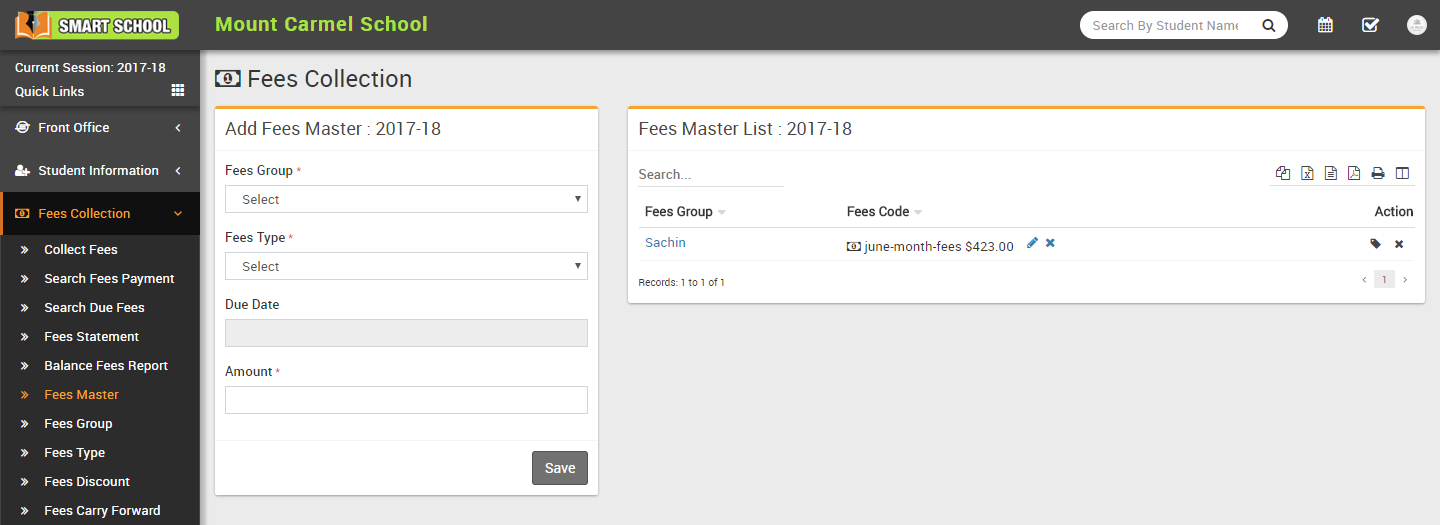 SMART SCHOOL
Mount Carmel School
Search By Student Name
Current Session: 2017-18
Quick Links
Front Office
Student Information
Fees Collection
Collect Fees
Search Fees Payment
Search Due Fees
Fees Statement
Balance Fees Report
Fees Master
Fees Group
Fees Type
Fees Discount
Fees Carry Forward
Fees Collection
Add Fees Master : 2017-18
Fees Group *
Select
Fees Type *
Select
Due Date
Amount *
Save
Fees Master List : 2017-18
Search...
Fees Group Fees Code Action
Sachin june-month-fees $423.00
Records: 1 to 1 of 1
1